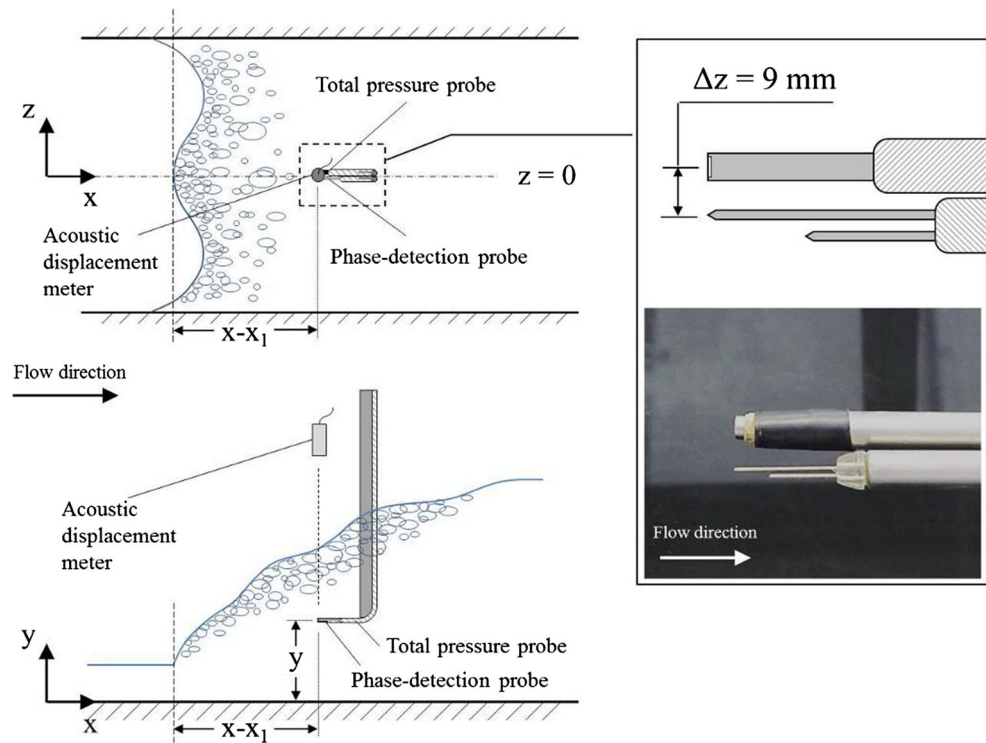 Total pressure probe
z
z = 0
x
Acoustic
displacement
meter
Phase-detection probe
x-x₁
Δz = 9 mm
Flow direction
Flow direction
Acoustic
displacement
meter
y
y
Total pressure probe
Phase-detection probe
x
x-x₁